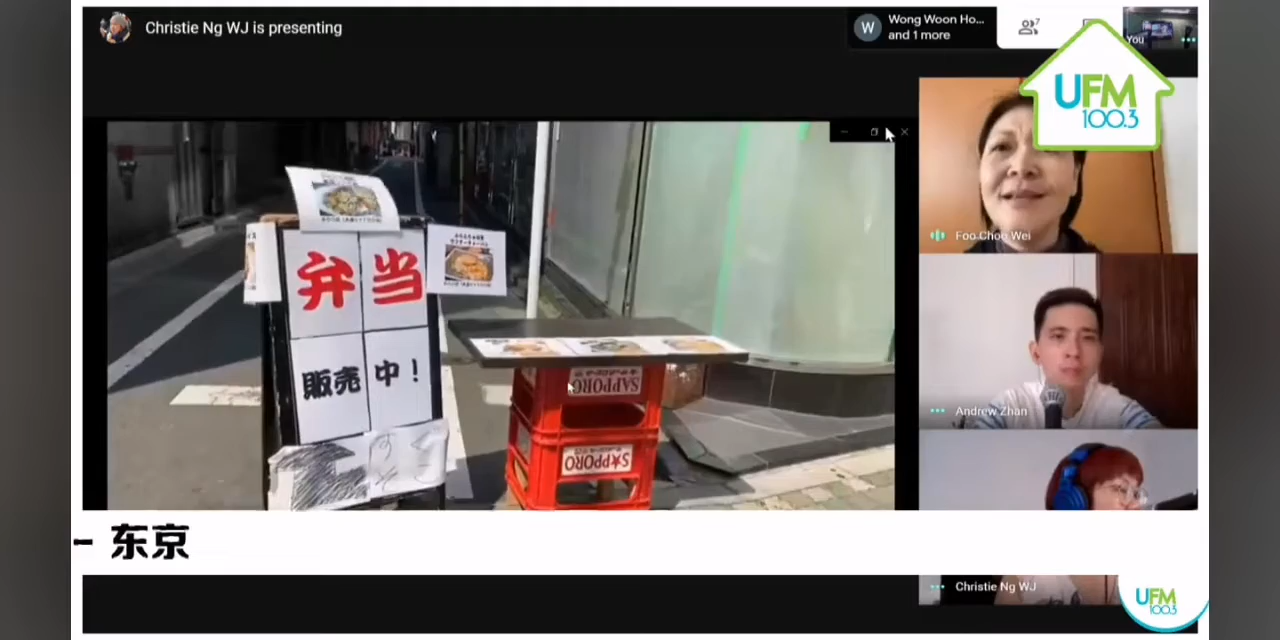 Christie Ng WJ is presenting
W
Wong Woon Ho...
and 1 more
7
You
UFM
100.3
弁当
販売中!
SAPPORO
SAPPORO
Foo Choo Wei
Andrew Zhan
- 东京
Christie Ng WJ
UFM
100.3